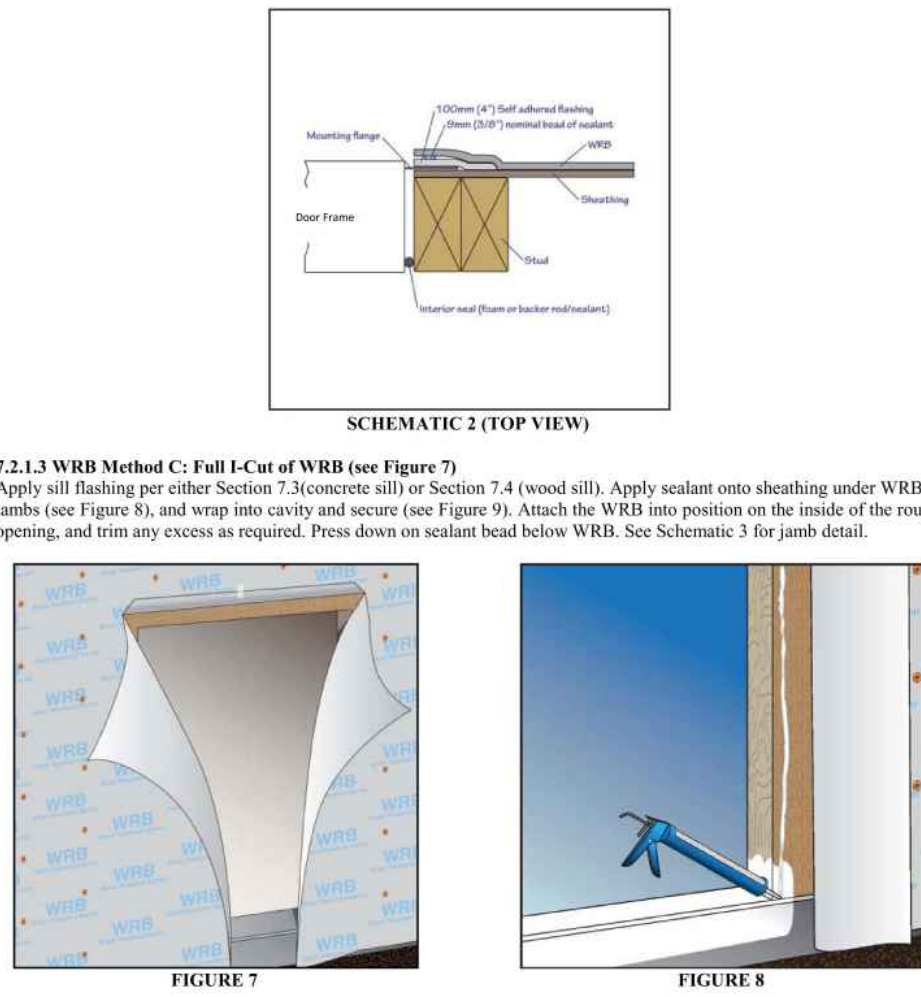 100mm (4") Self adhered flashing
9mm (3/8") nominal bead of sealant
Mounting flange
WRB
Sheathing
Door Frame
Stud
Interior seal (foam or backer rod/sealant)
SCHEMATIC 2 (TOP VIEW)
7.2.1.3 WRB Method C: Full I-Cut of WRB (see Figure 7)
Apply sill flashing per either Section 7.3(concrete sill) or Section 7.4 (wood sill). Apply sealant onto sheathing under WRB
jambs (see Figure 8), and wrap into cavity and secure (see Figure 9). Attach the WRB into position on the inside of the rou
opening, and trim any excess as required. Press down on sealant bead below WRB. See Schematic 3 for jamb detail.
WRB WRB WRB
WRB
WRB
WRB
WRB WRB
WRB WRB
WRB WRB WRB
WRB WRB
FIGURE 7
FIGURE 8